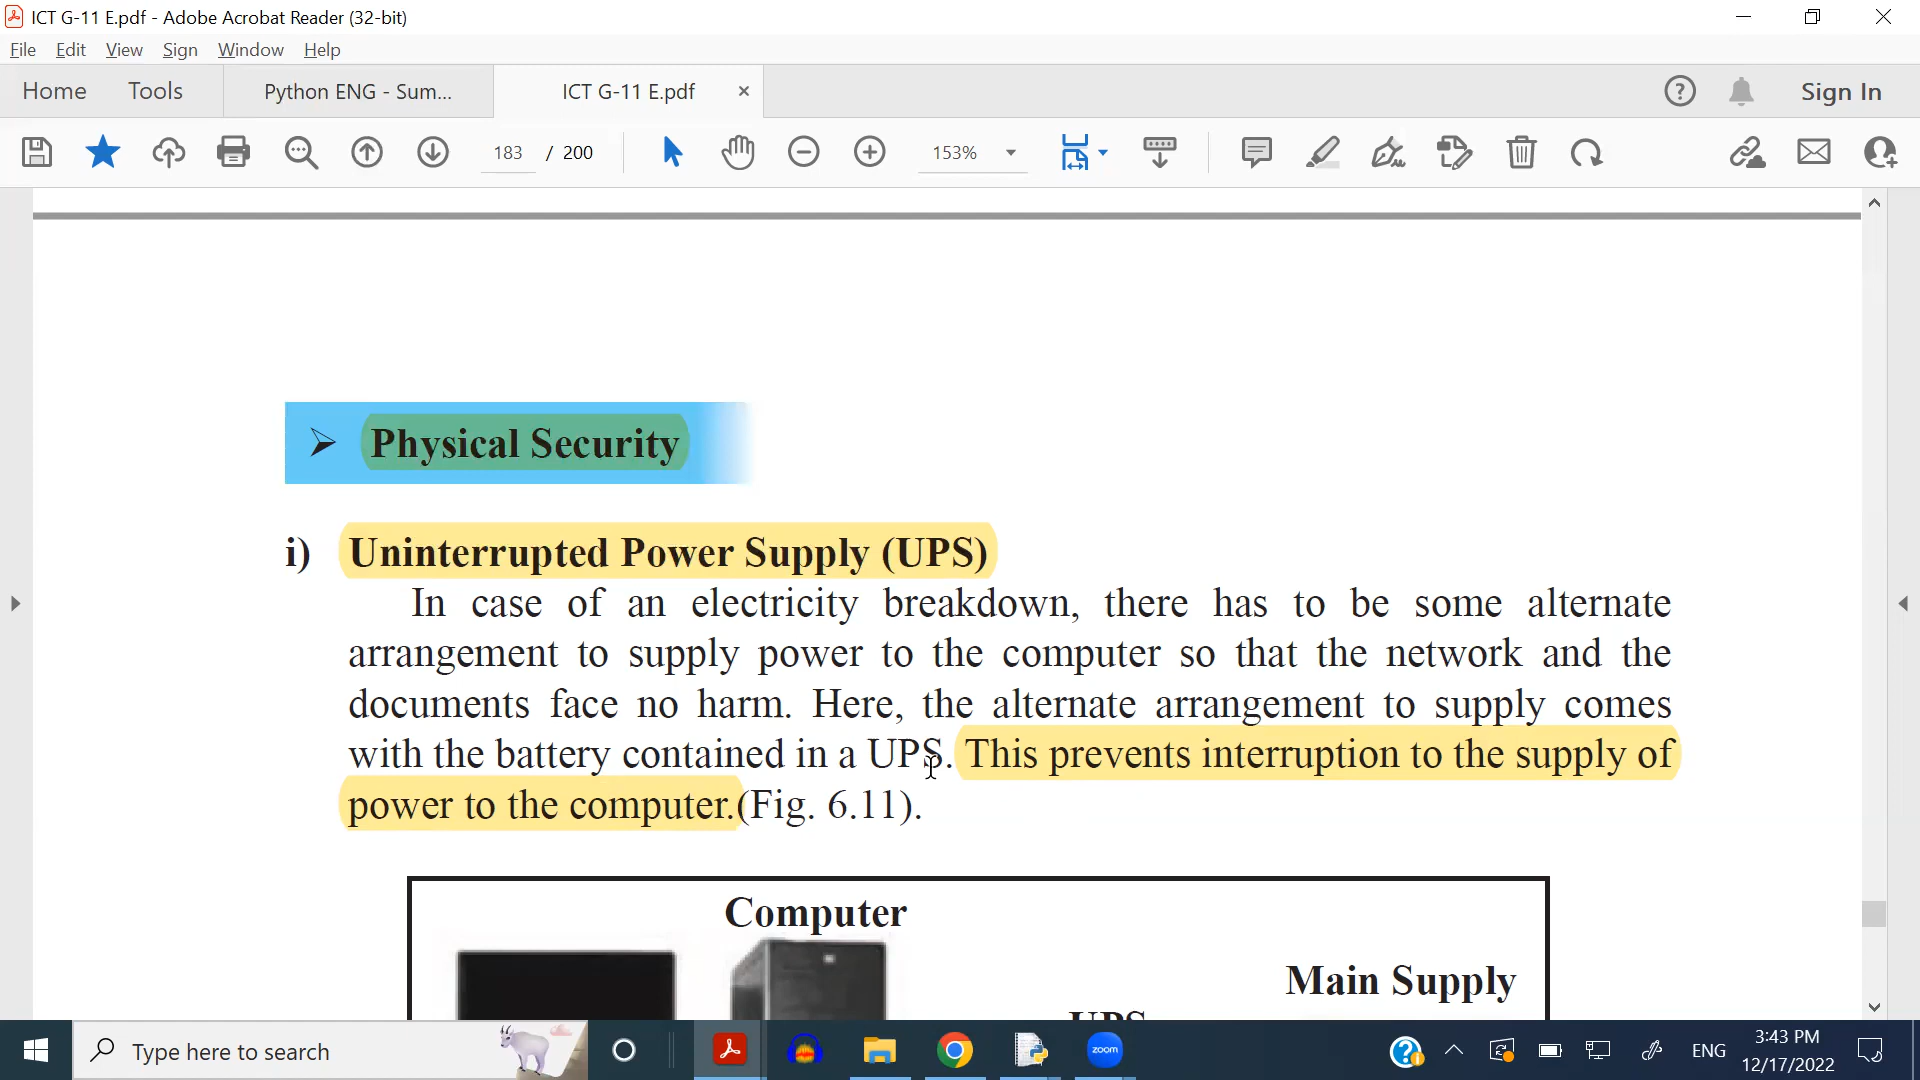 ICT G-11 E.pdf - Adobe Acrobat Reader (32-bit)
File Edit View Sign Window Help
Home Tools Python ENG - Sum... ICT G-11 E.pdf × Sign In
183 / 200 153%
Physical Security
i) Uninterrupted Power Supply (UPS)
In case of an electricity breakdown, there has to be some alternate
arrangement to supply power to the computer so that the network and the
documents face no harm. Here, the alternate arrangement to supply comes
with the battery contained in a UPS. This prevents interruption to the supply of
power to the computer.(Fig. 6.11).
Computer
Main Supply
UPS
Type here to search
zoom
ENG
3:43 PM
12/17/2022